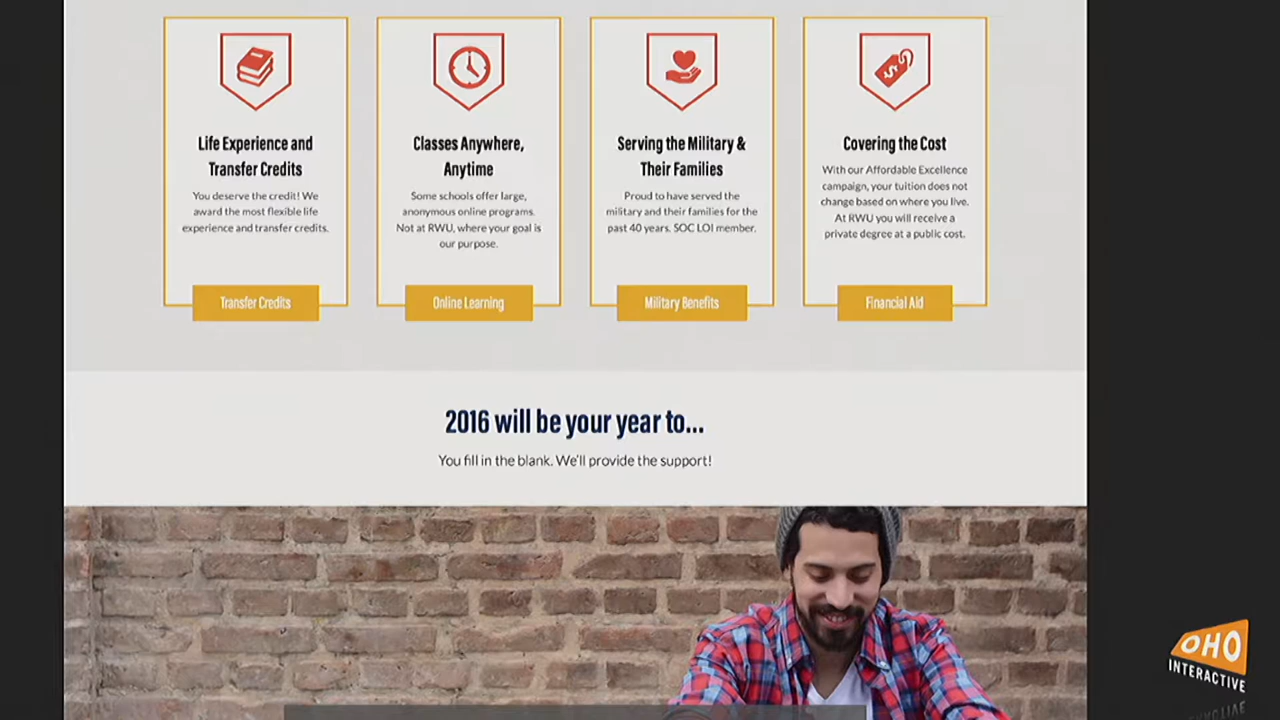 Life Experience and
Transfer Credits
You deserve the credit! We
award the most flexible life
experience and transfer credits.
Transfer Credits
Classes Anywhere,
Anytime
Some schools offer large,
anonymous online programs.
Not at RWU, where your goal is
our purpose.
Online Learning
Serving the Military &
Their Families
Proud to have served the
military and their families for the
past 40 years. SOC LOI member.
Military Benefits
Covering the Cost
With our Affordable Excellence
campaign, your tuition does not
change based on where you live.
At RWU you will receive a
private degree at a public cost.
Financial Aid
2016 will be your year to...
You fill in the blank. We'll provide the support!
OHO
INTERACTIVE